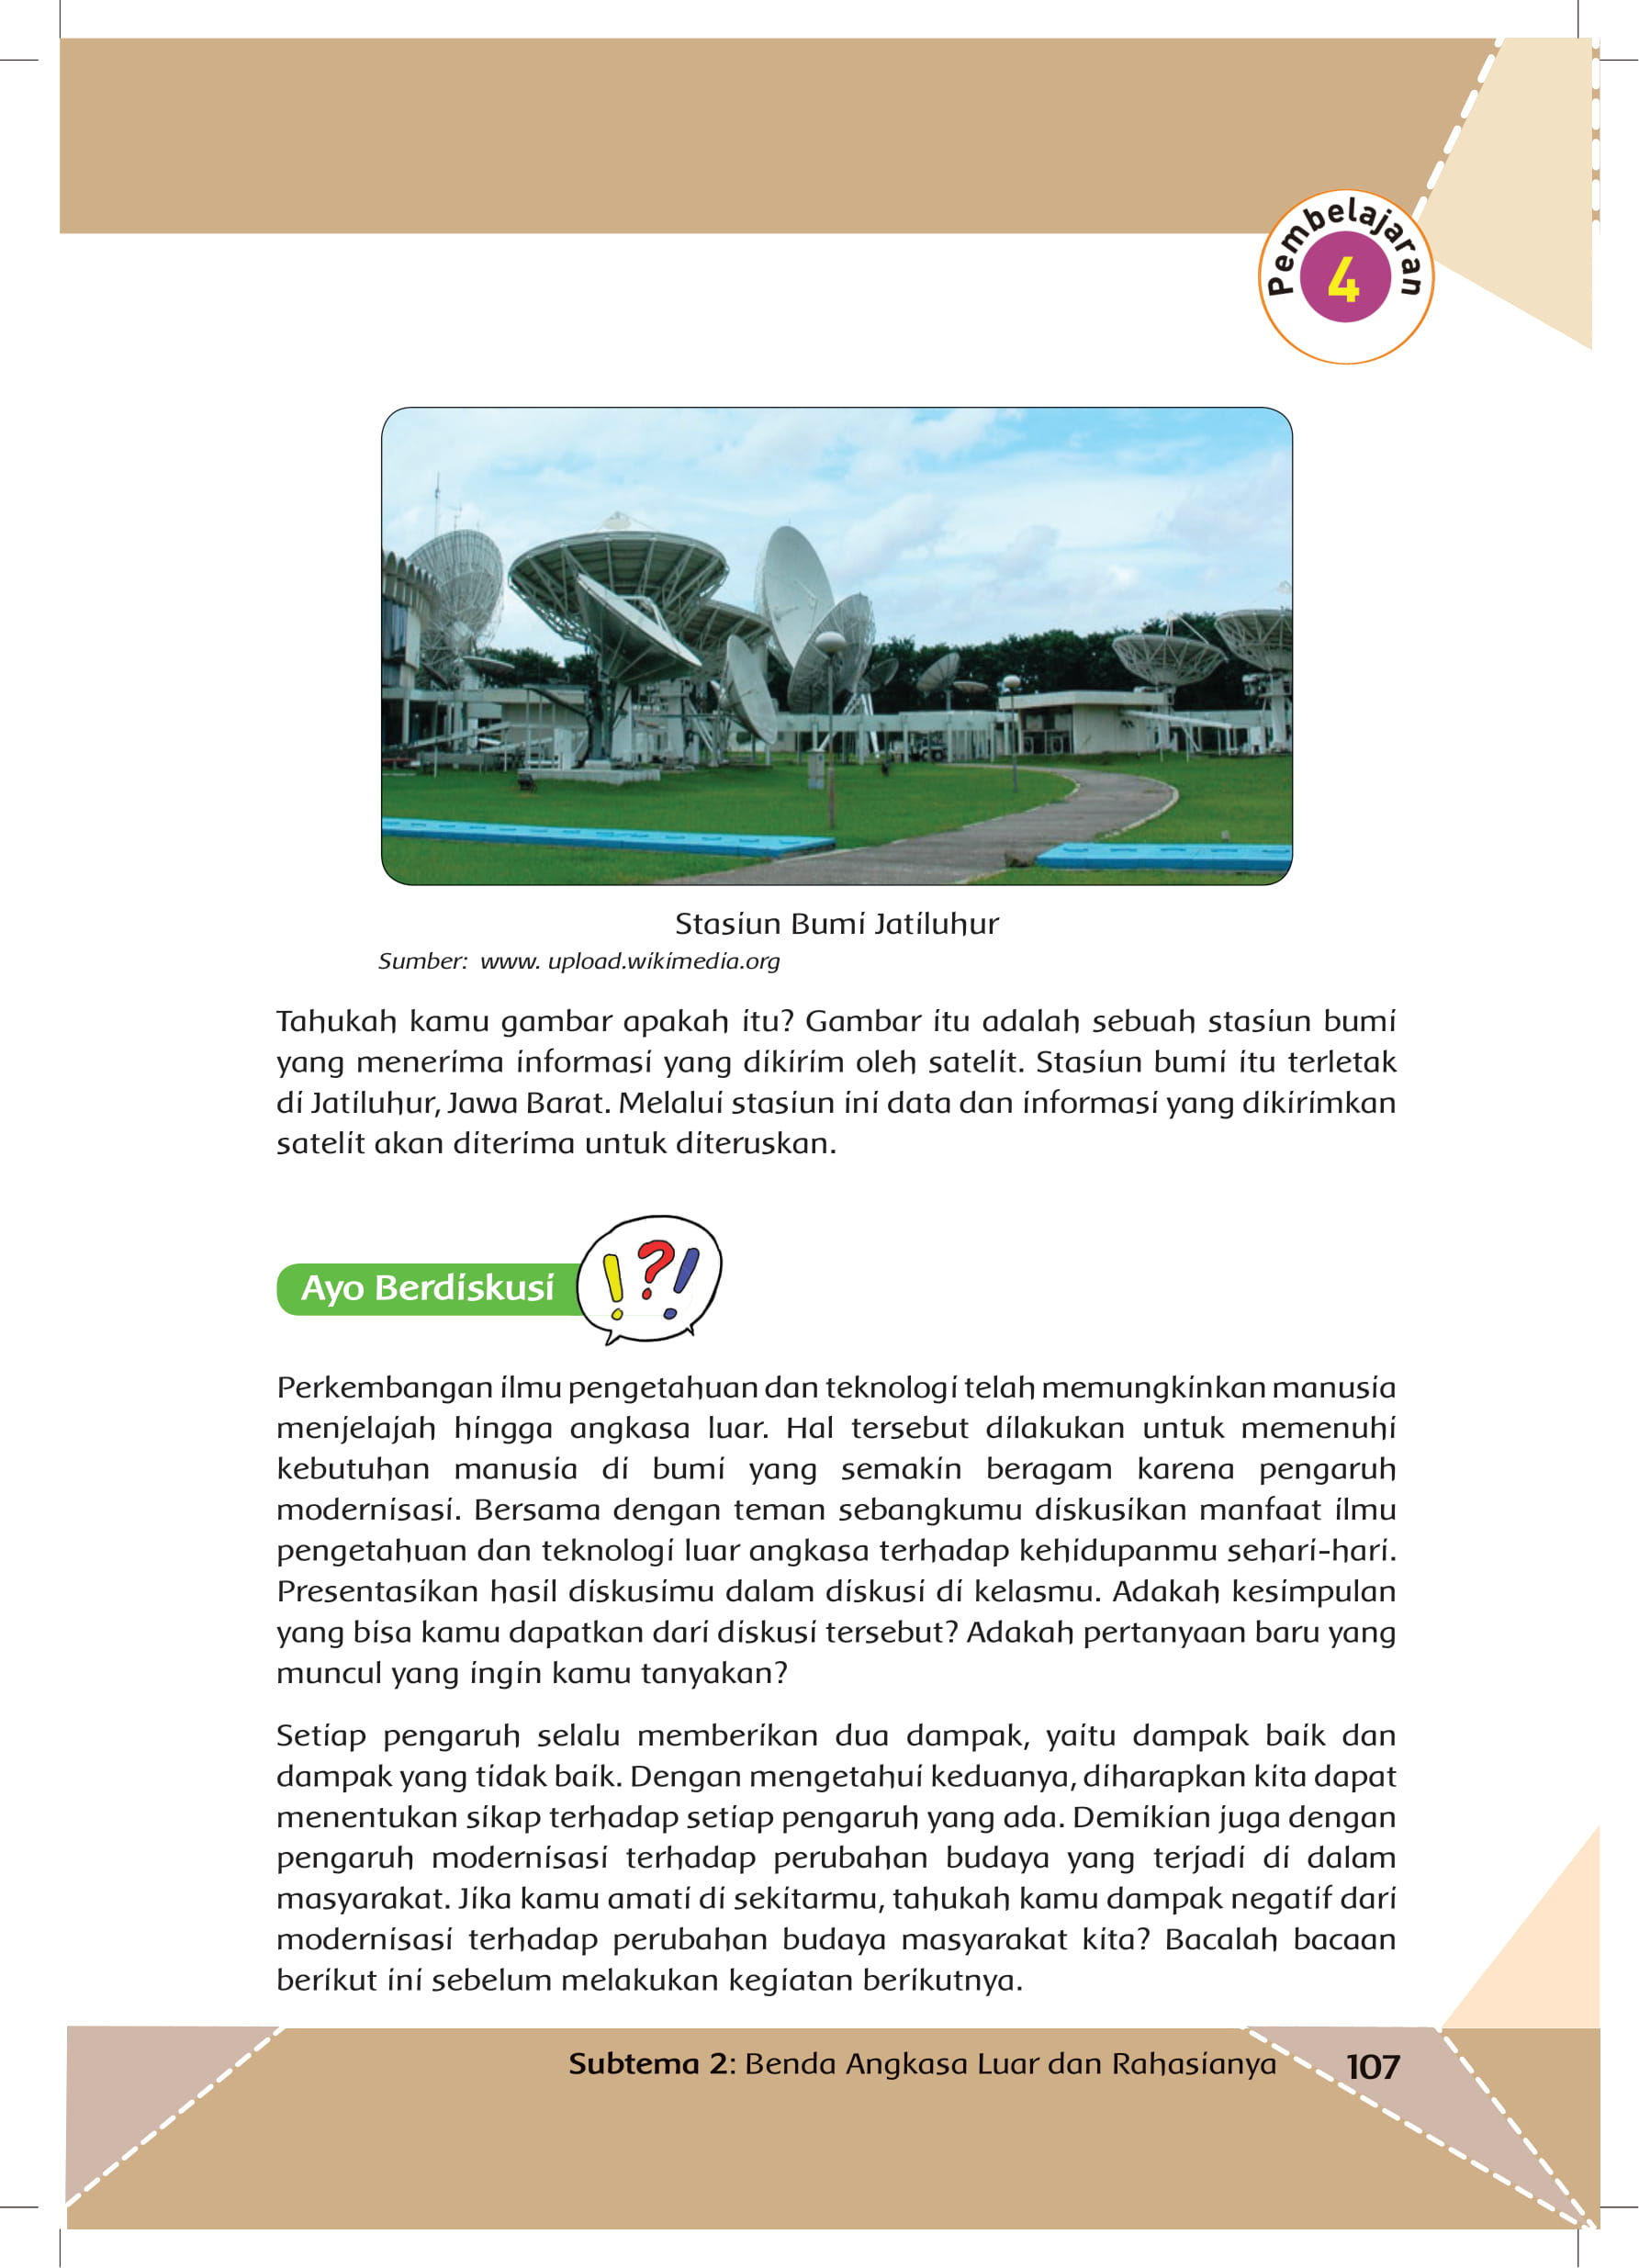 Pembelajaran
4
Stasiun Bumi Jatiluhur
Sumber: www. upload.wikimedia.org
Tahukah kamu gambar apakah itu? Gambar itu adalah sebuah stasiun bumi
yang menerima informasi yang dikirim oleh satelit. Stasiun bumi itu terletak
di Jatiluhur, Jawa Barat. Melalui stasiun ini data dan informasi yang dikirimkan
satelit akan diterima untuk diteruskan.
Ayo Berdiskusi
!?!
Perkembangan ilmu pengetahuan dan teknologi telah memungkinkan manusia
menjelajah hingga angkasa luar. Hal tersebut dilakukan untuk memenuhi
kebutuhan manusia di bumi yang semakin beragam karena pengaruh
modernisasi. Bersama dengan teman sebangkumu diskusikan manfaat ilmu
pengetahuan dan teknologi luar angkasa terhadap kehidupanmu sehari-hari.
Presentasikan hasil diskusimu dalam diskusi di kelasmu. Adakah kesimpulan
yang bisa kamu dapatkan dari diskusi tersebut? Adakah pertanyaan baru yang
muncul yang ingin kamu tanyakan?
Setiap pengaruh selalu memberikan dua dampak, yaitu dampak baik dan
dampak yang tidak baik. Dengan mengetahui keduanya, diharapkan kita dapat
menentukan sikap terhadap setiap pengaruh yang ada. Demikian juga dengan
pengaruh modernisasi terhadap perubahan budaya yang terjadi di dalam
masyarakat. Jika kamu amati di sekitarmu, tahukah kamu dampak negatif dari
modernisasi terhadap perubahan budaya masyarakat kita? Bacalah bacaan
berikut ini sebelum melakukan kegiatan berikutnya.
Subtema 2: Benda Angkasa Luar dan Rahasianya
107